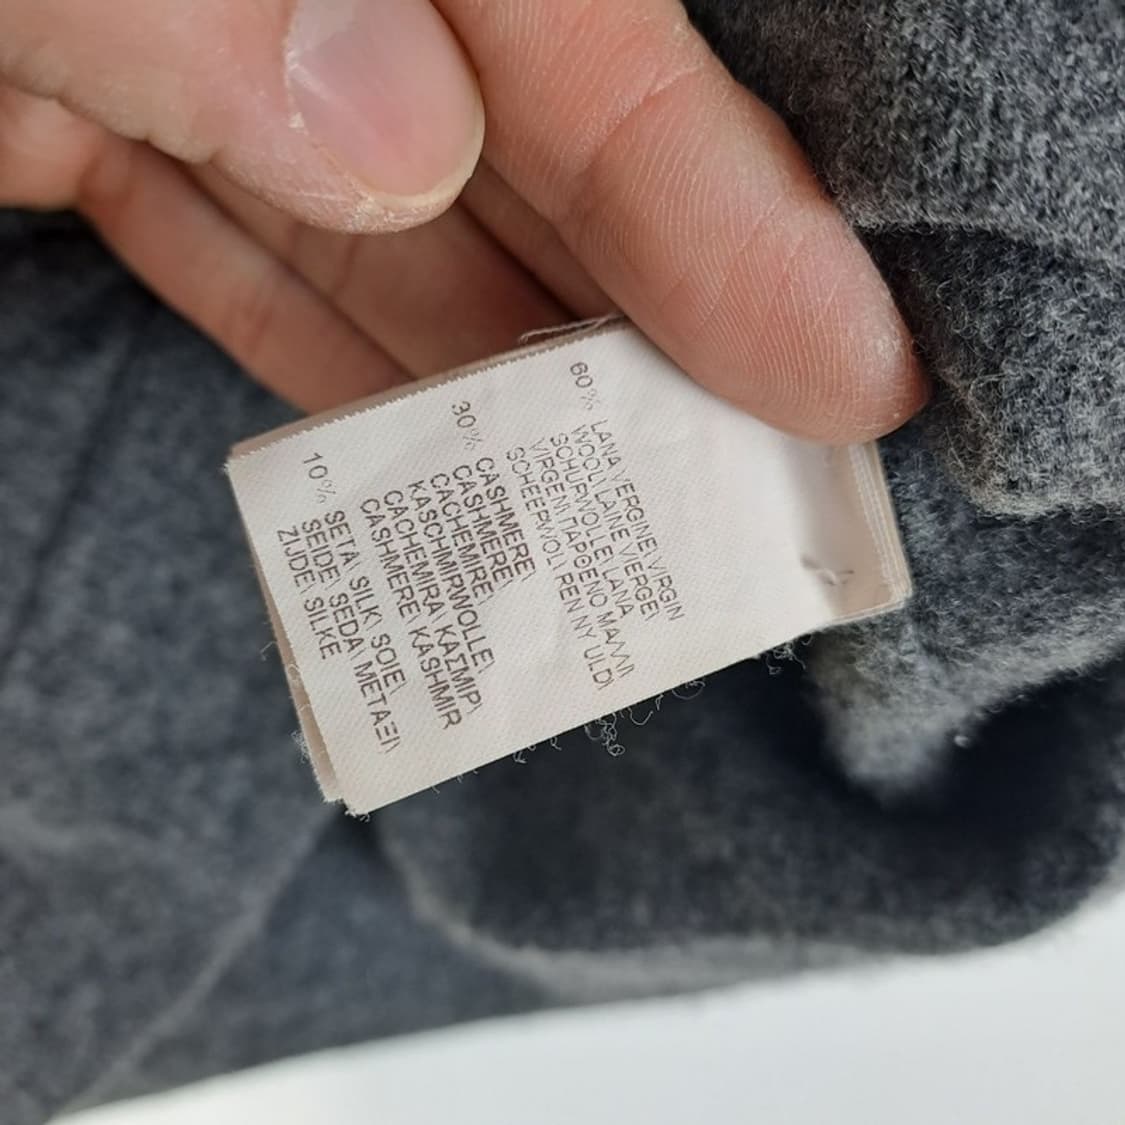 60% LANA VERGINE\ VIRGIN
WOOL\ LAINE VIERGE\
SCHURWOLLE\ LANA
VIRGEN\ ΠΑΡΘΕΝΟ ΜΑΛΛΙ\
SCHEERWOL\ REN NY ULD\
30% CASHMERE\
CASHMERE\
CACHEMIRE\
KASCHMIRWOLLE\
CACHEMIRA\ ΚΑΣΜΙΡ\
CASHMERE\ KASHMIR
10% SETA\ SILK\ SOIE\
SEIDE\ SEDA\ ΜΕΤΑΞΙ\
ZIJDE\ SILKE